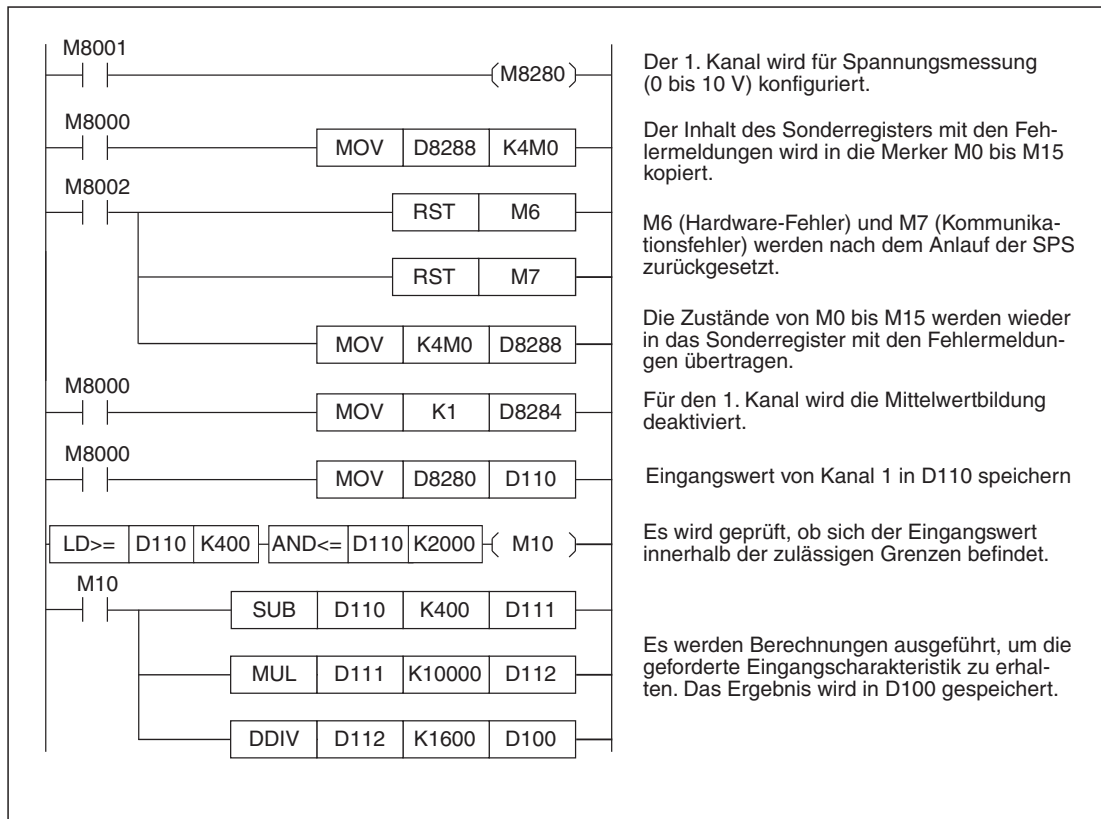 M8001
M8280
Der 1. Kanal wird für Spannungsmessung
(0 bis 10 V) konfiguriert.
M8000
MOV D8288 K4M0
Der Inhalt des Sonderregisters mit den Feh-
lermeldungen wird in die Merker M0 bis M15
kopiert.
M8002
RST M6
M6 (Hardware-Fehler) und M7 (Kommunika-
tionsfehler) werden nach dem Anlauf der SPS
zurückgesetzt.
RST M7
MOV K4M0 D8288
Die Zustände von M0 bis M15 werden wieder
in das Sonderregister mit den Fehlermeldun-
gen übertragen.
M8000
MOV K1 D8284
Für den 1. Kanal wird die Mittelwertbildung
deaktiviert.
M8000
MOV D8280 D110
Eingangswert von Kanal 1 in D110 speichern
LD>= D110 K400 AND<= D110 K2000 M10
Es wird geprüft, ob sich der Eingangswert
innerhalb der zulässigen Grenzen befindet.
M10
SUB D110 K400 D111
MUL D111 K10000 D112
DDIV D112 K1600 D100
Es werden Berechnungen ausgeführt, um die
geforderte Eingangscharakteristik zu erhal-
ten. Das Ergebnis wird in D100 gespeichert.